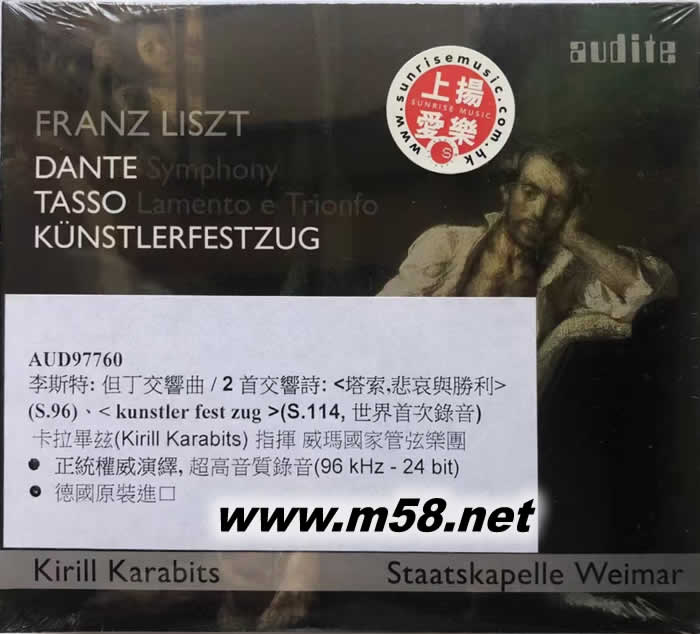 audite
www.sunrisemusic.com.hk
上揚
SUNRISE MUSIC
愛樂
S
FRANZ LISZT
DANTE Symphony
TASSO Lamento e Trionfo
KÜNSTLERFESTZUG
AUD97760
李斯特: 但丁交響曲 / 2 首交響詩: <塔索,悲哀與勝利>
(S.96)、< kunstler fest zug >(S.114, 世界首次錄音)
卡拉畢茲(Kirill Karabits) 指揮 威瑪國家管弦樂團
● 正統權威演繹, 超高音質錄音(96 kHz - 24 bit)
● 德國原裝進口
www.m58.net
Kirill Karabits Staatskapelle Weimar